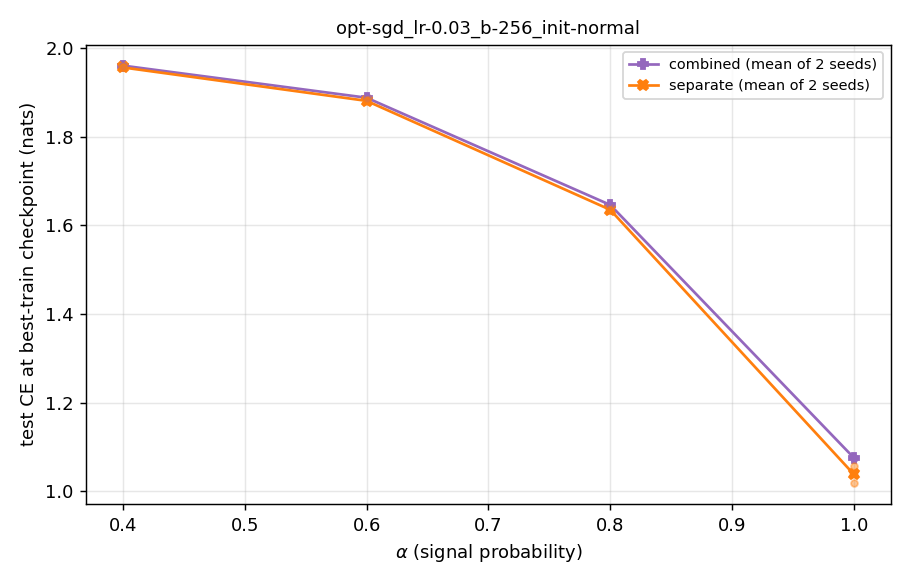 opt-sgd_lr-0.03_b-256_init-normal
combined (mean of 2 seeds)
separate (mean of 2 seeds)
test CE at best-train checkpoint (nats)
2.0
1.8
1.6
1.4
1.2
1.0
0.4 0.5 0.6 0.7 0.8 0.9 1.0
α (signal probability)